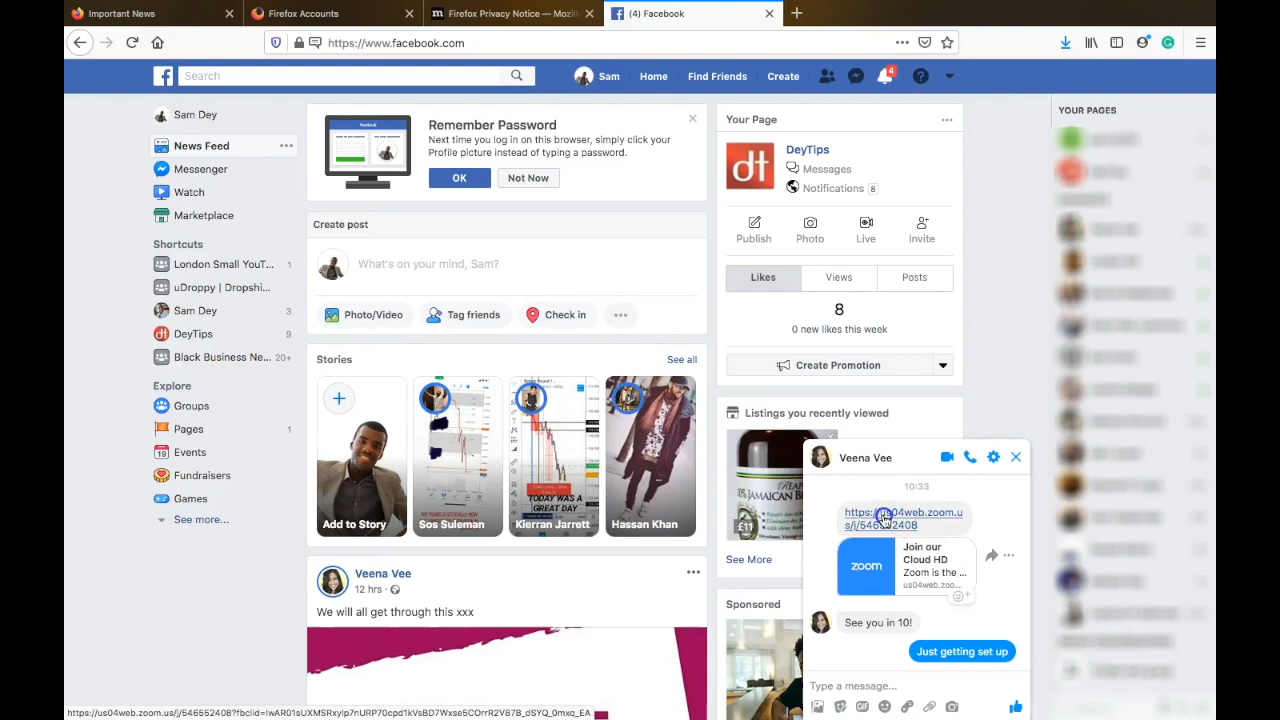 Important News
Firefox Accounts
Firefox Privacy Notice — Mozil
(4) Facebook
https://www.facebook.com
Search
Sam
Home
Find Friends
Create
4
Sam Dey
News Feed
Messenger
Watch
Marketplace
Shortcuts
London Small YouT... 1
uDroppy | Dropshi...
Sam Dey 3
DeyTips 9
Black Business Ne... 20+
Explore
Groups
Pages 1
Events
Fundraisers
Games
See more...
Remember Password
Next time you log in on this browser, simply click your
Profile picture instead of typing a password.
OK
Not Now
Create post
What's on your mind, Sam?
Photo/Video
Tag friends
Check in
Stories
See all
Add to Story
Sos Suleman
TODAY WAS A
GREAT DAY
Kierran Jarrett
Hassan Khan
Veena Vee
12 hrs
We will all get through this xxx
Your Page
DeyTips
dt
Messages
Notifications 8
Publish
Photo
Live
Invite
Likes
Views
Posts
8
0 new likes this week
Create Promotion
Listings you recently viewed
JAMAICAN
£11
See More
Sponsored
YOUR PAGES
Veena Vee
10:33
04web.zoom.u
Join our
Cloud HD
Zoom is the ...
us04web.zoo...
zoom
See you in 10!
Just getting set up
Type a message...
GIF